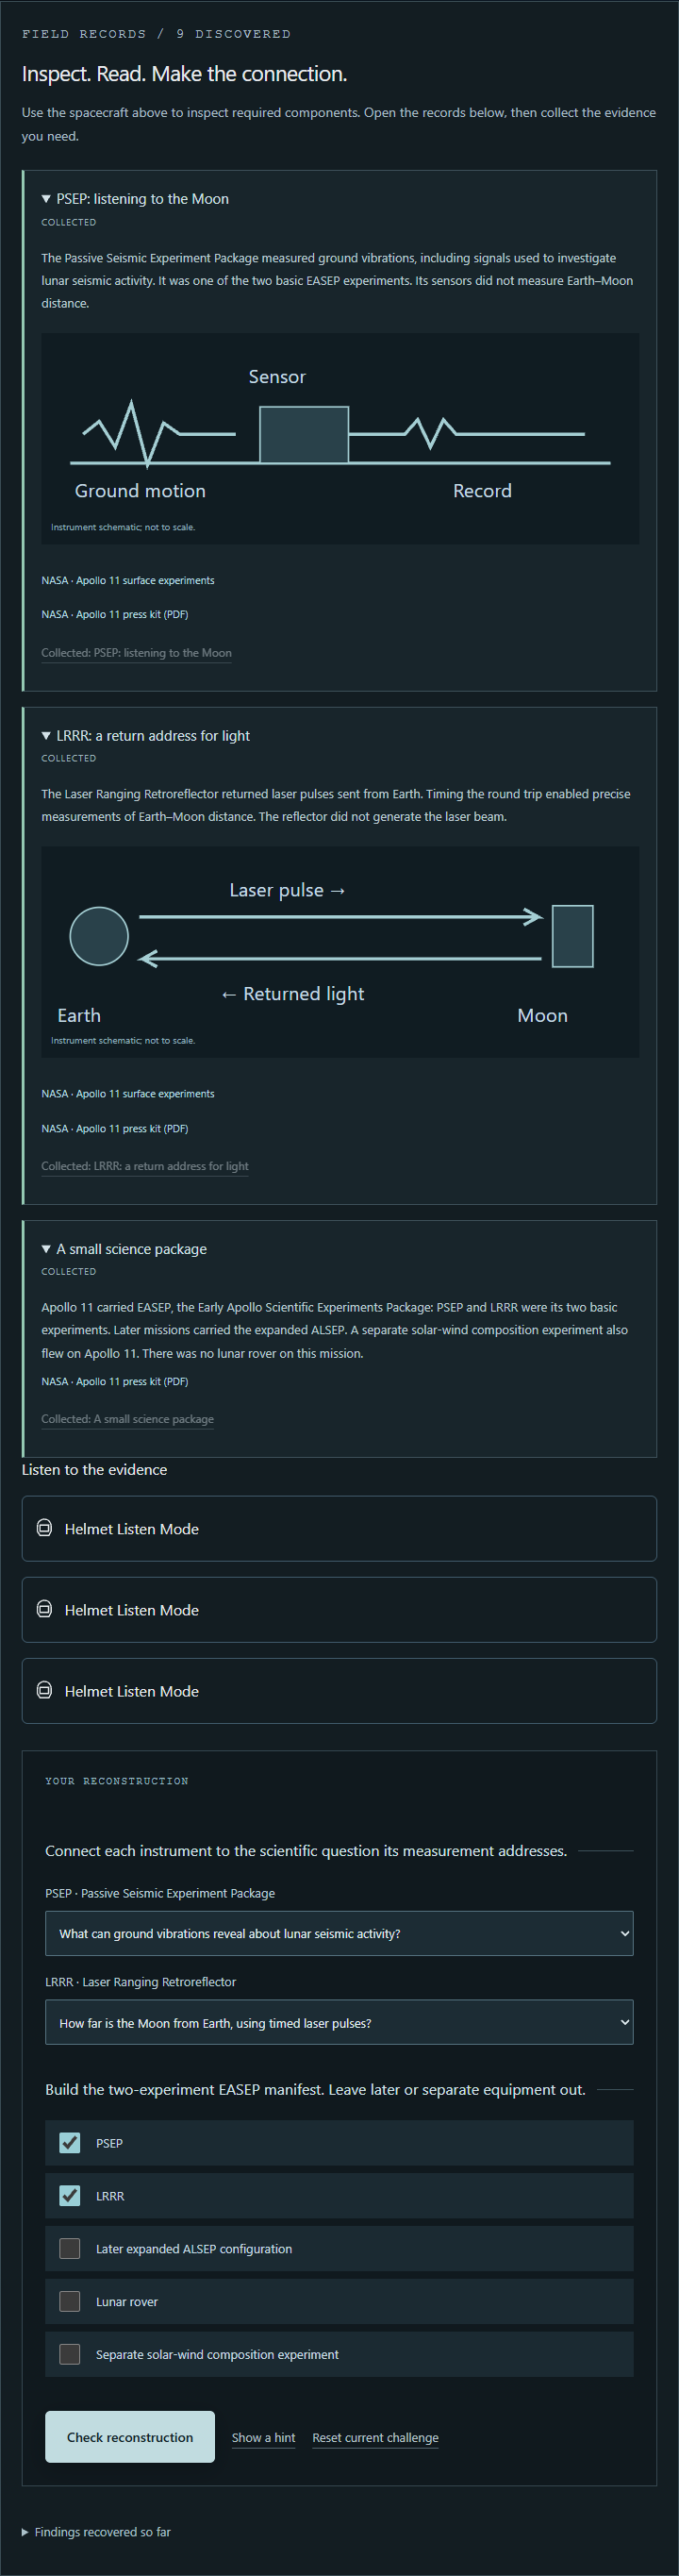 FIELD RECORDS / 9 DISCOVERED
Inspect. Read. Make the connection.
Use the spacecraft above to inspect required components. Open the records below, then collect the evidence
you need.
▼ PSEP: listening to the Moon
COLLECTED
The Passive Seismic Experiment Package measured ground vibrations, including signals used to investigate
lunar seismic activity. It was one of the two basic EASEP experiments. Its sensors did not measure Earth–Moon
distance.
Sensor
Ground motion
Record
Instrument schematic; not to scale.
NASA · Apollo 11 surface experiments
NASA · Apollo 11 press kit (PDF)
Collected: PSEP: listening to the Moon
▼ LRRR: a return address for light
COLLECTED
The Laser Ranging Retroreflector returned laser pulses sent from Earth. Timing the round trip enabled precise
measurements of Earth–Moon distance. The reflector did not generate the laser beam.
Laser pulse →
← Returned light
Earth
Moon
Instrument schematic; not to scale.
NASA · Apollo 11 surface experiments
NASA · Apollo 11 press kit (PDF)
Collected: LRRR: a return address for light
▼ A small science package
COLLECTED
Apollo 11 carried EASEP, the Early Apollo Scientific Experiments Package: PSEP and LRRR were its two basic
experiments. Later missions carried the expanded ALSEP. A separate solar-wind composition experiment also
flew on Apollo 11. There was no lunar rover on this mission.
NASA · Apollo 11 press kit (PDF)
Collected: A small science package
Listen to the evidence
Helmet Listen Mode
Helmet Listen Mode
Helmet Listen Mode
YOUR RECONSTRUCTION
Connect each instrument to the scientific question its measurement addresses.
PSEP · Passive Seismic Experiment Package
What can ground vibrations reveal about lunar seismic activity?
LRRR · Laser Ranging Retroreflector
How far is the Moon from Earth, using timed laser pulses?
Build the two-experiment EASEP manifest. Leave later or separate equipment out.
PSEP
LRRR
Later expanded ALSEP configuration
Lunar rover
Separate solar-wind composition experiment
Check reconstruction
Show a hint
Reset current challenge
▶ Findings recovered so far